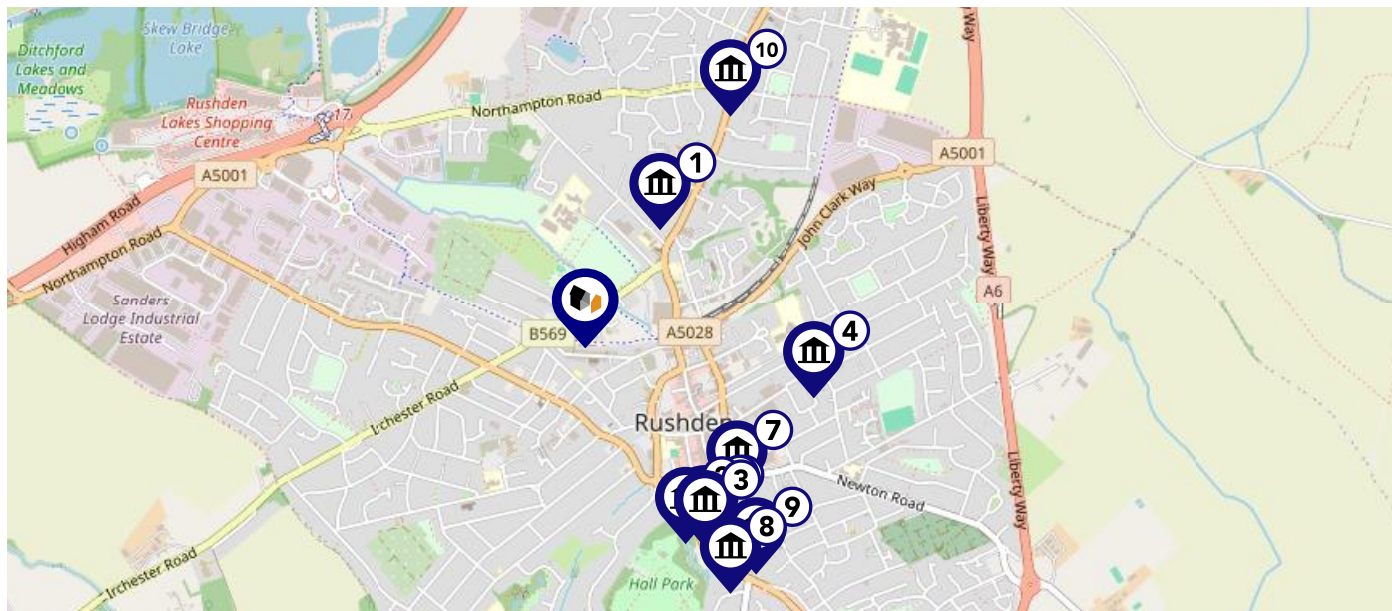 Way
Skew Bridge
Lake
Ditchford
Lakes and
Meadows
10
Rushden
Lakes Shopping
Centre
17
Northampton Road
A5001
A5001
1
John Clark Way
Higham Road
Northampton Road
Liberty Way
A6
Sanders
Lodge Industrial
Estate
B569
A5028
4
Irchester Road
Rushden
7
3
Newton Road
Liberty Way
9
8
Irchester Road
Hall Park